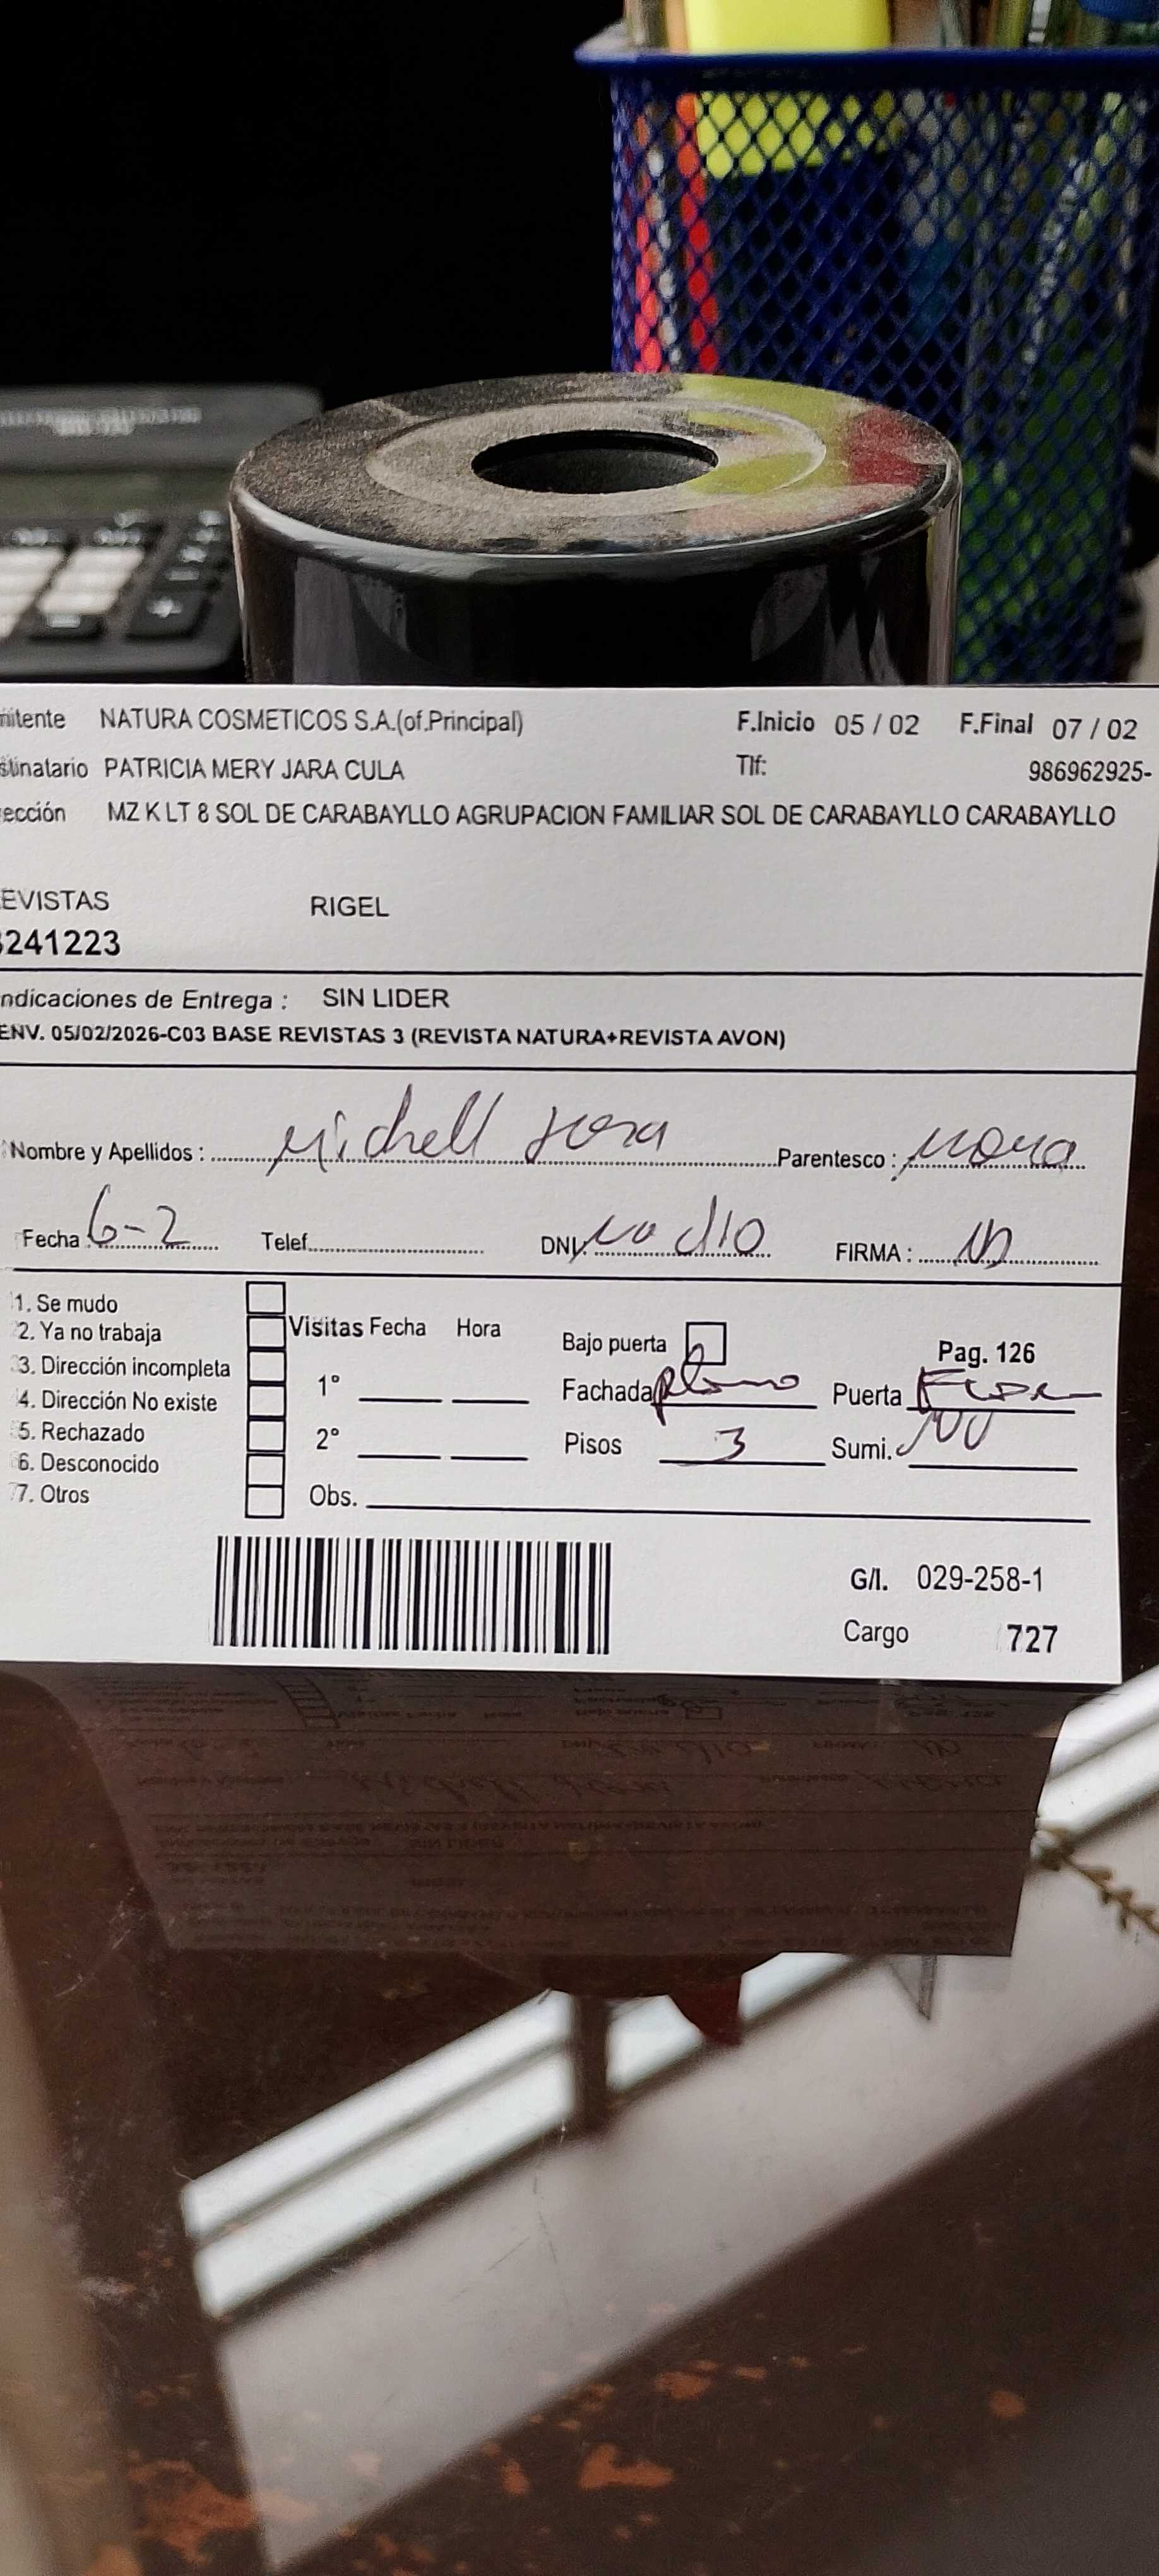 mitente NATURA COSMETICOS S.A.(of.Principal) F.Inicio 05 / 02 F.Final 07 / 02
stinatario PATRICIA MERY JARA CULA Tlf: 986962925-
ección MZ K LT 8 SOL DE CARABAYLLO AGRUPACION FAMILIAR SOL DE CARABAYLLO CARABAYLLO
EVISTAS RIGEL
3241223
ndicaciones de Entrega : SIN LIDER
ENV. 05/02/2026-C03 BASE REVISTAS 3 (REVISTA NATURA+REVISTA AVON)
Nombre y Apellidos : Michell Parentesco :
Fecha 6-2 Telef. DNI: no dio FIRMA :
1. Se mudo
2. Ya no trabaja
3. Dirección incompleta
4. Dirección No existe
5. Rechazado
6. Desconocido
7. Otros
Visitas Fecha Hora
1°
2°
Obs.
Bajo puerta Pag. 126
Fachada Puerta
Pisos 3 Sumi.
G/I. 029-258-1
Cargo 727